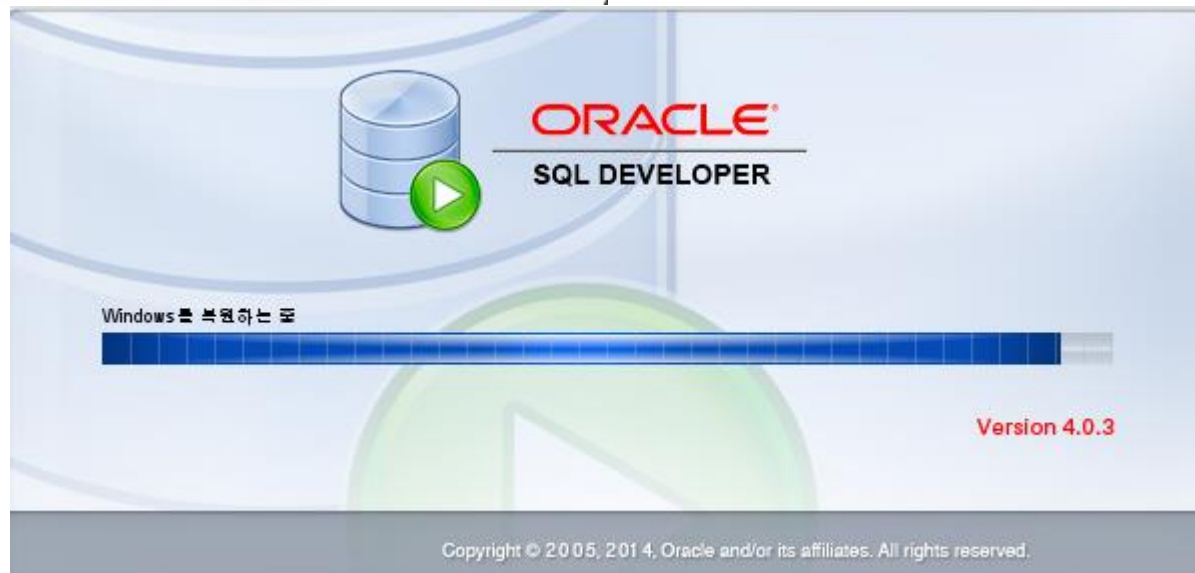 ORACLE
SQL DEVELOPER
Windows를 복원하는 중
Version 4.0.3
Copyright © 2005, 2014, Oracle and/or its affiliates. All rights reserved.